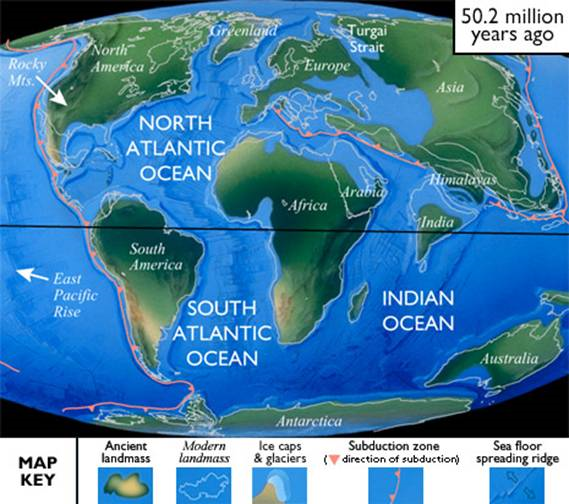 50.2 million
years ago
Greenland
Turgai
Strait
North
America
Rocky
Mts.
Europe
Asia
NORTH
ATLANTIC
OCEAN
Himalayas
Arabia
Africa
India
South
America
East
Pacific
Rise
SOUTH
ATLANTIC
OCEAN
INDIAN
OCEAN
Australia
Antarctica
MAP
KEY
Ancient
landmass
Modern
landmass
Ice caps
& glaciers
Subduction zone
(▼ direction of subduction)
Sea floor
spreading ridge